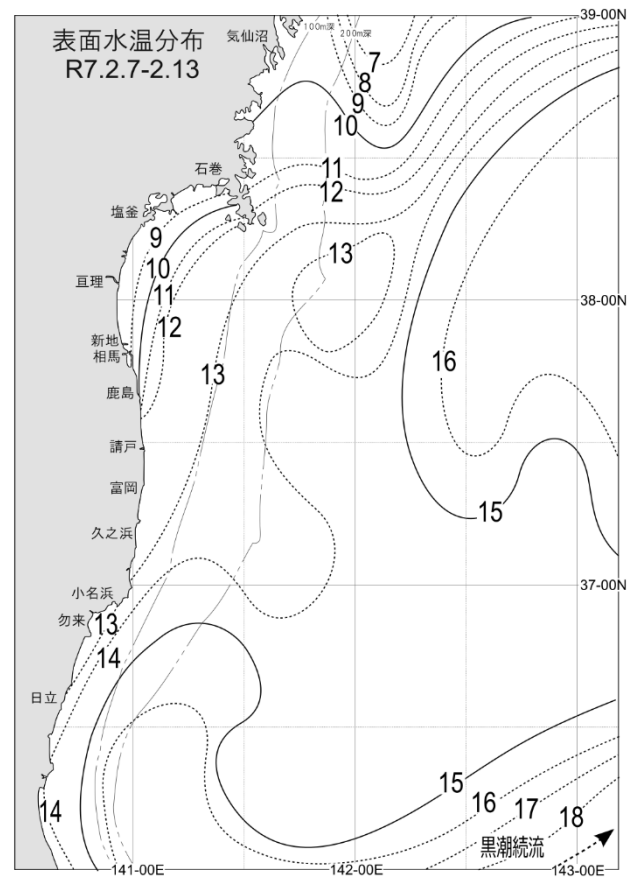 表面水温分布
R7.2.7-2.13
39-00N
気仙沼
100m深
200m深
7
8
9
10
11
12
石巻
塩釜
9
10
11
12
13
亘理
38-00N
新地
相馬
鹿島
13
16
請戸
富岡
15
久之浜
37-00N
小名浜
勿来
13
14
日立
15
16
17
18
14
黒潮続流
141-00E
142-00E
143-00E